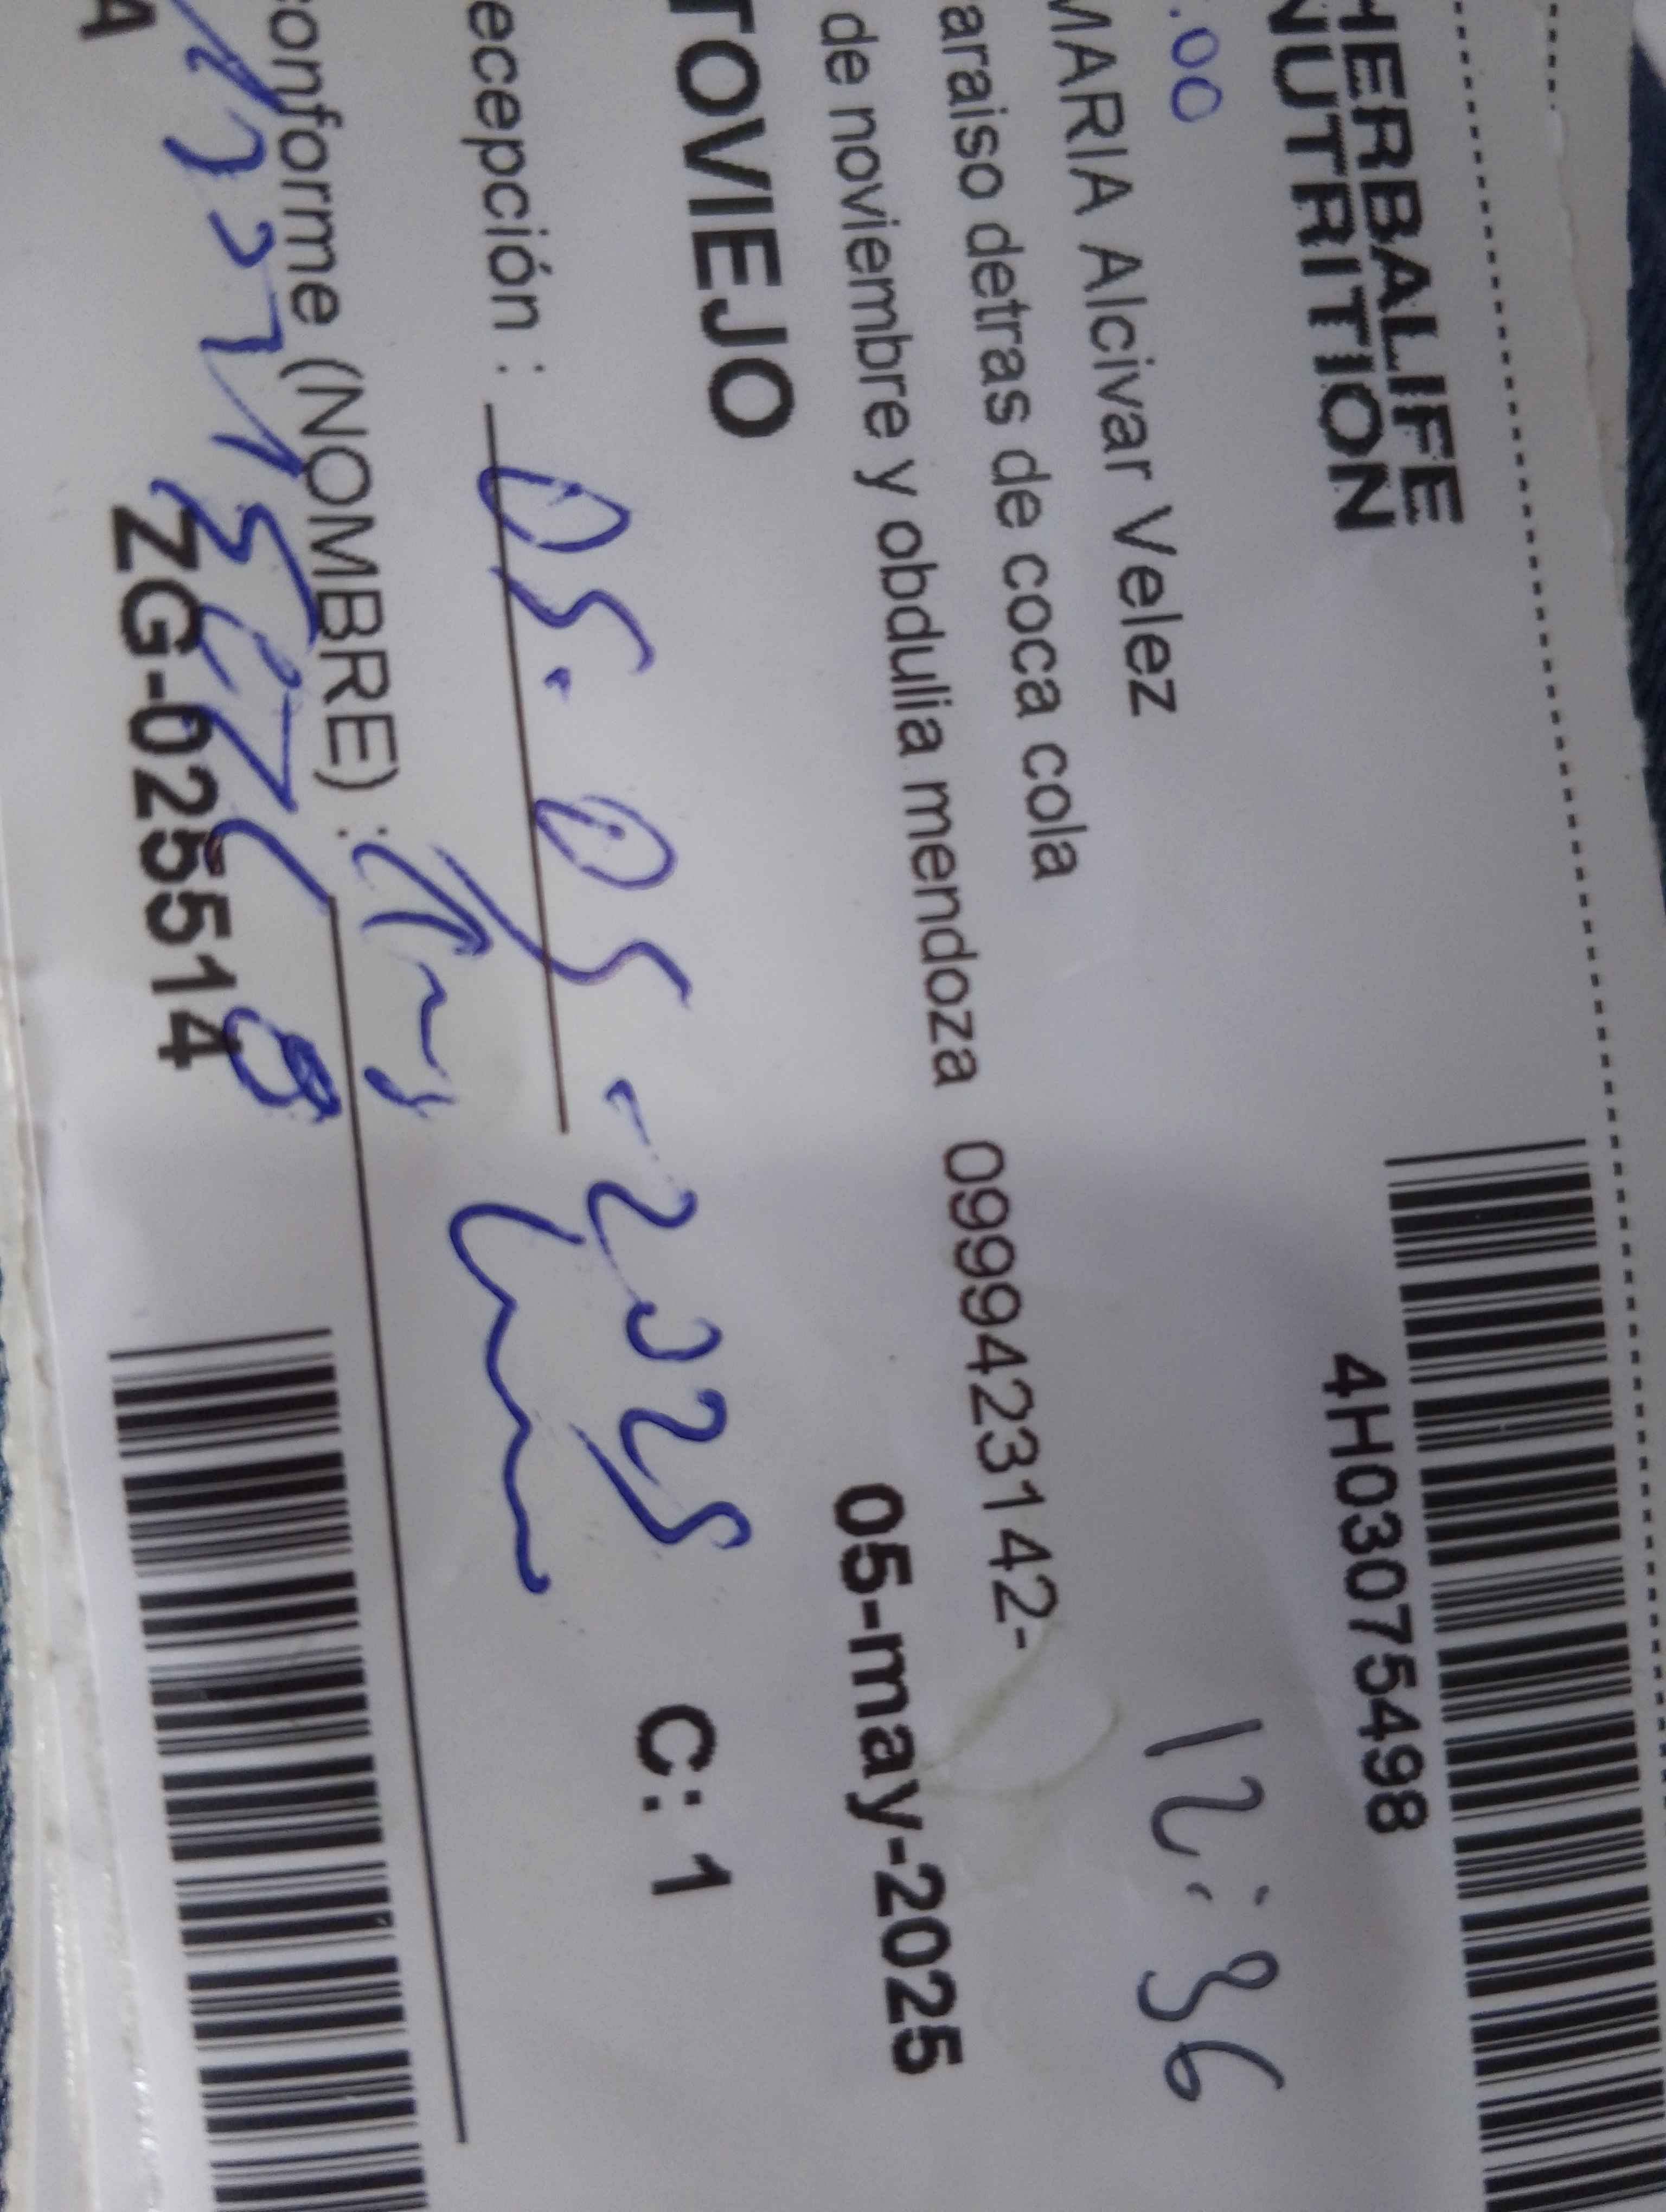 HERBALIFE
NUTRITION
4H03075498
.00
12:36
MARIA Alcivar Velez
araiso detras de coca cola
de noviembre y obdulia mendoza 0999423142-
05-may-2025
TOVIEJO
C: 1
ecepción : 05.05-2025
conforme (NOMBRE) :
ZG-025514
A